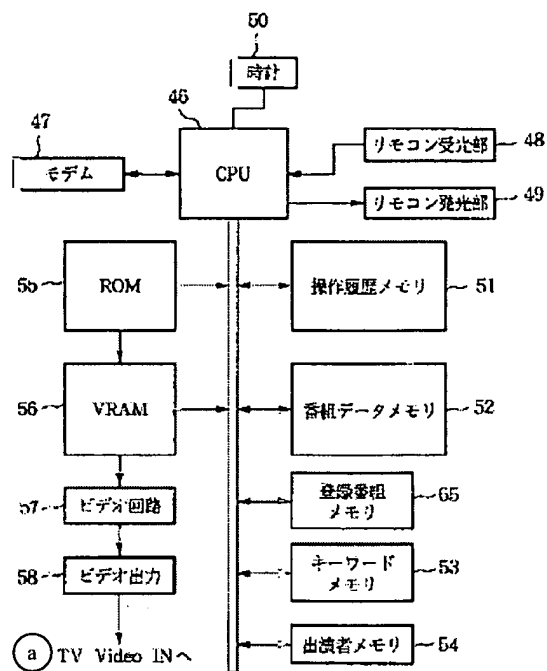 50
時計
46
47
モデム
CPU
リモコン受光部
48
リモコン発光部
49
55
ROM
操作履歴メモリ
51
56
VRAM
番組データメモリ
52
57
ビデオ回路
登録番組
メモリ
65
58
ビデオ出力
キーワード
メモリ
53
a
TV Video INへ
出演者メモリ
54